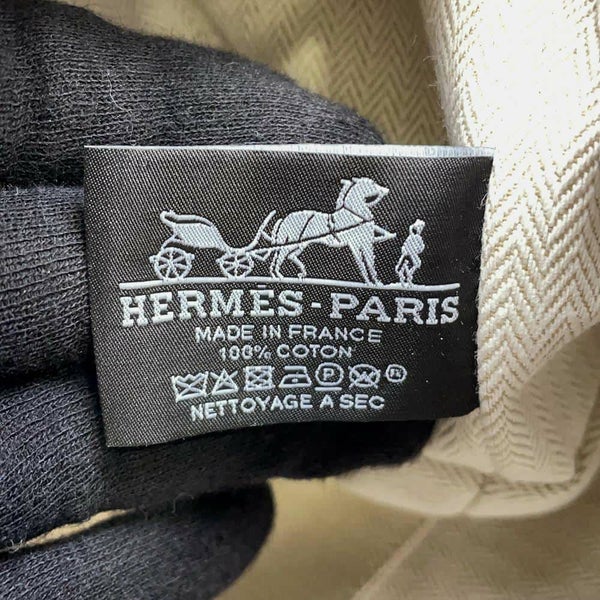 HERMÈS-PARIS
MADE IN FRANCE
100% COTON
P
NETTOYAGE A SEC